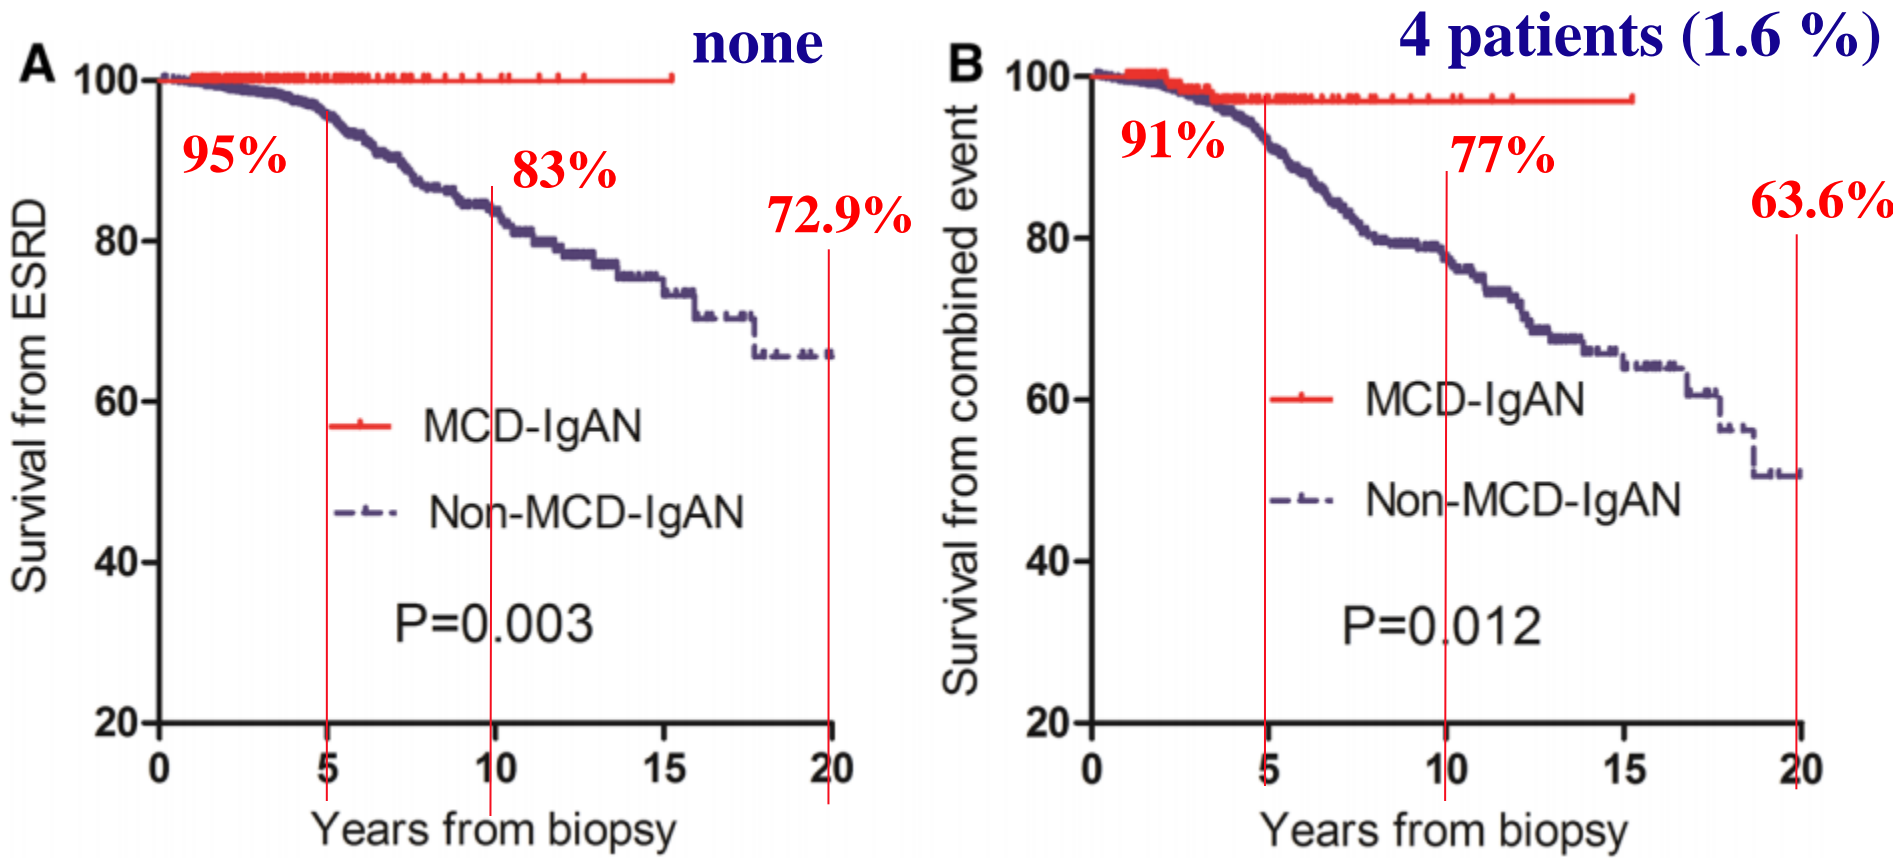 A
none
100
95%
83%
72.9%
80
60
40
20
Survival from ESRD
MCD-IgAN
Non-MCD-IgAN
P=0.003
0 5 10 15 20
Years from biopsy
B
4 patients (1.6 %)
100
91%
77%
63.6%
80
60
40
20
Survival from combined event
MCD-IgAN
Non-MCD-IgAN
P=0.012
0 5 10 15 20
Years from biopsy